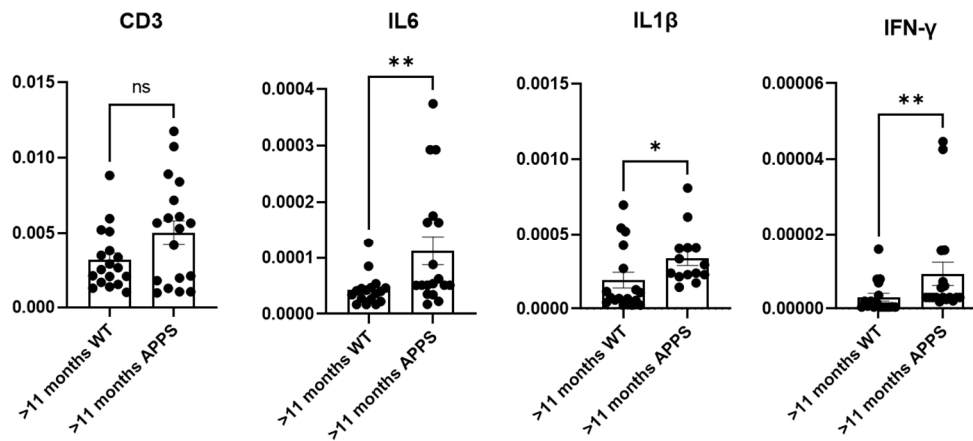 CD3
ns
0.015
0.010
0.005
0.000
>11 months WT
>11 months APPS
IL6
**
0.0004
0.0003
0.0002
0.0001
0.0000
>11 months WT
>11 months APPS
IL1β
*
0.0015
0.0010
0.0005
0.0000
>11 months WT
>11 months APPS
IFN-γ
**
0.00006
0.00004
0.00002
0.00000
>11 months WT
>11 months APPS